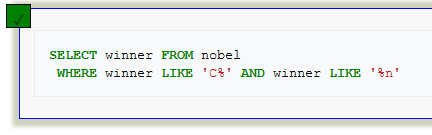 ✓
SELECT winner FROM nobel
WHERE winner LIKE 'C%' AND winner LIKE '%n'